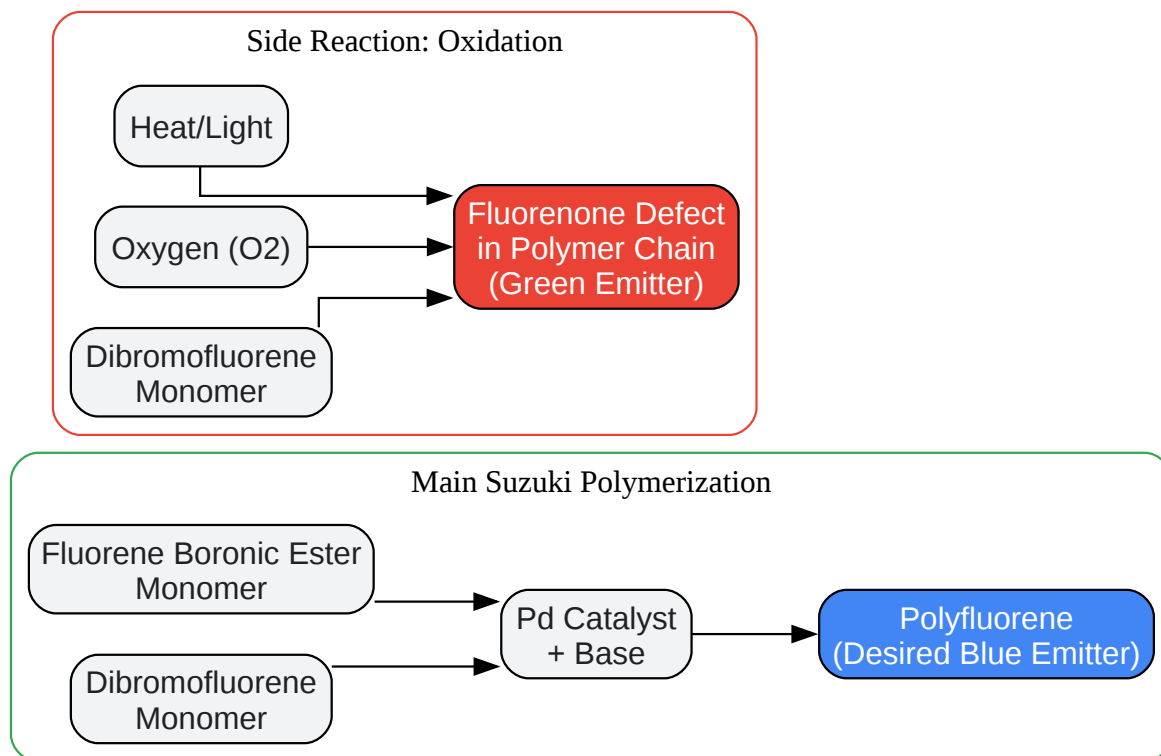 Side Reaction: Oxidation
Heat/Light
Oxygen (O2)
Dibromofluorene
Monomer
Fluorenone Defect
in Polymer Chain
(Green Emitter)
Main Suzuki Polymerization
Fluorene Boronic Ester
Monomer
Dibromofluorene
Monomer
Pd Catalyst
+ Base
Polyfluorene
(Desired Blue Emitter)